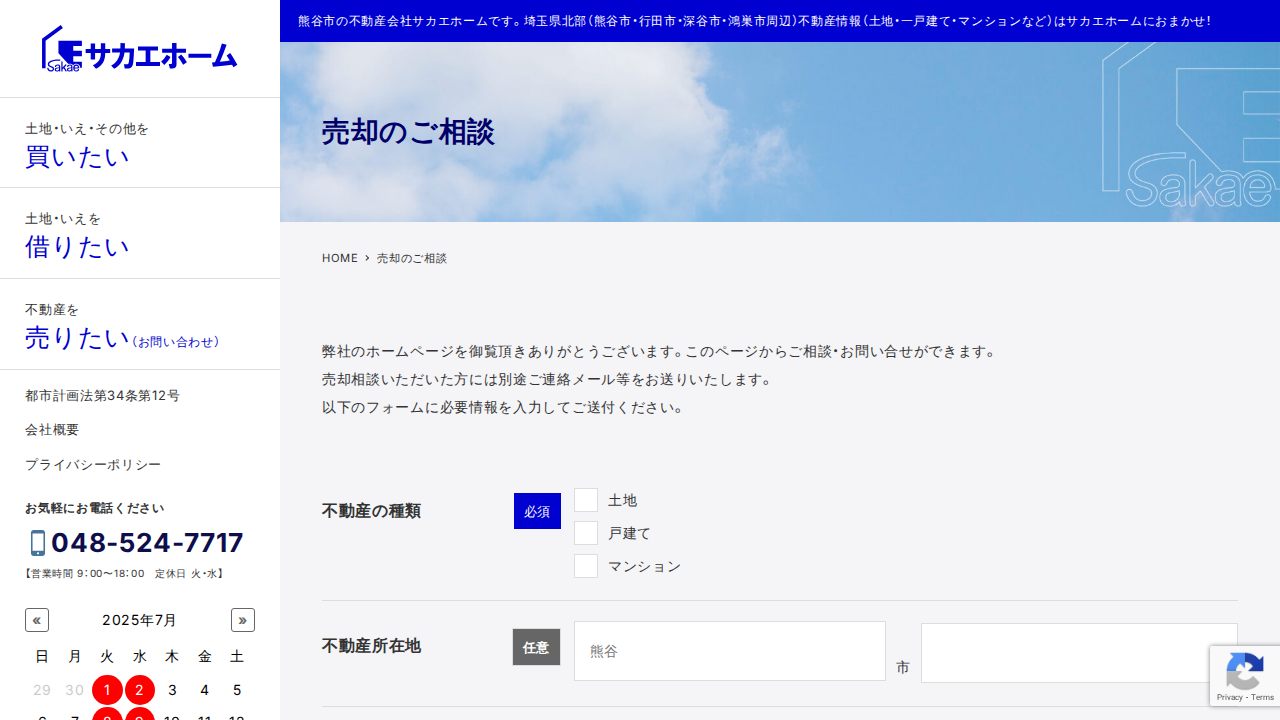 サカエホーム
Sakae
土地・いえ・その他を
買いたい
土地・いえを
借りたい
不動産を
売りたい（お問い合わせ）
都市計画法第34条第12号
会社概要
プライバシーポリシー
お気軽にお電話ください
048-524-7717
【営業時間 9：00〜18：00　定休日 火・水】
« 2025年7月 »
日 月 火 水 木 金 土
29 30 1 2 3 4 5
6 7 8 9 10 11 12
熊谷市の不動産会社サカエホームです。埼玉県北部（熊谷市・行田市・深谷市・鴻巣市周辺）不動産情報（土地・一戸建て・マンションなど）はサカエホームにおまかせ！
売却のご相談
Sakae
HOME › 売却のご相談
弊社のホームページを御覧頂きありがとうございます。このページからご相談・お問い合せができます。
売却相談いただいた方には別途ご連絡メール等をお送りいたします。
以下のフォームに必要情報を入力してご送付ください。
不動産の種類 必須 土地
戸建て
マンション
不動産所在地 任意 熊谷 市
Privacy - Terms